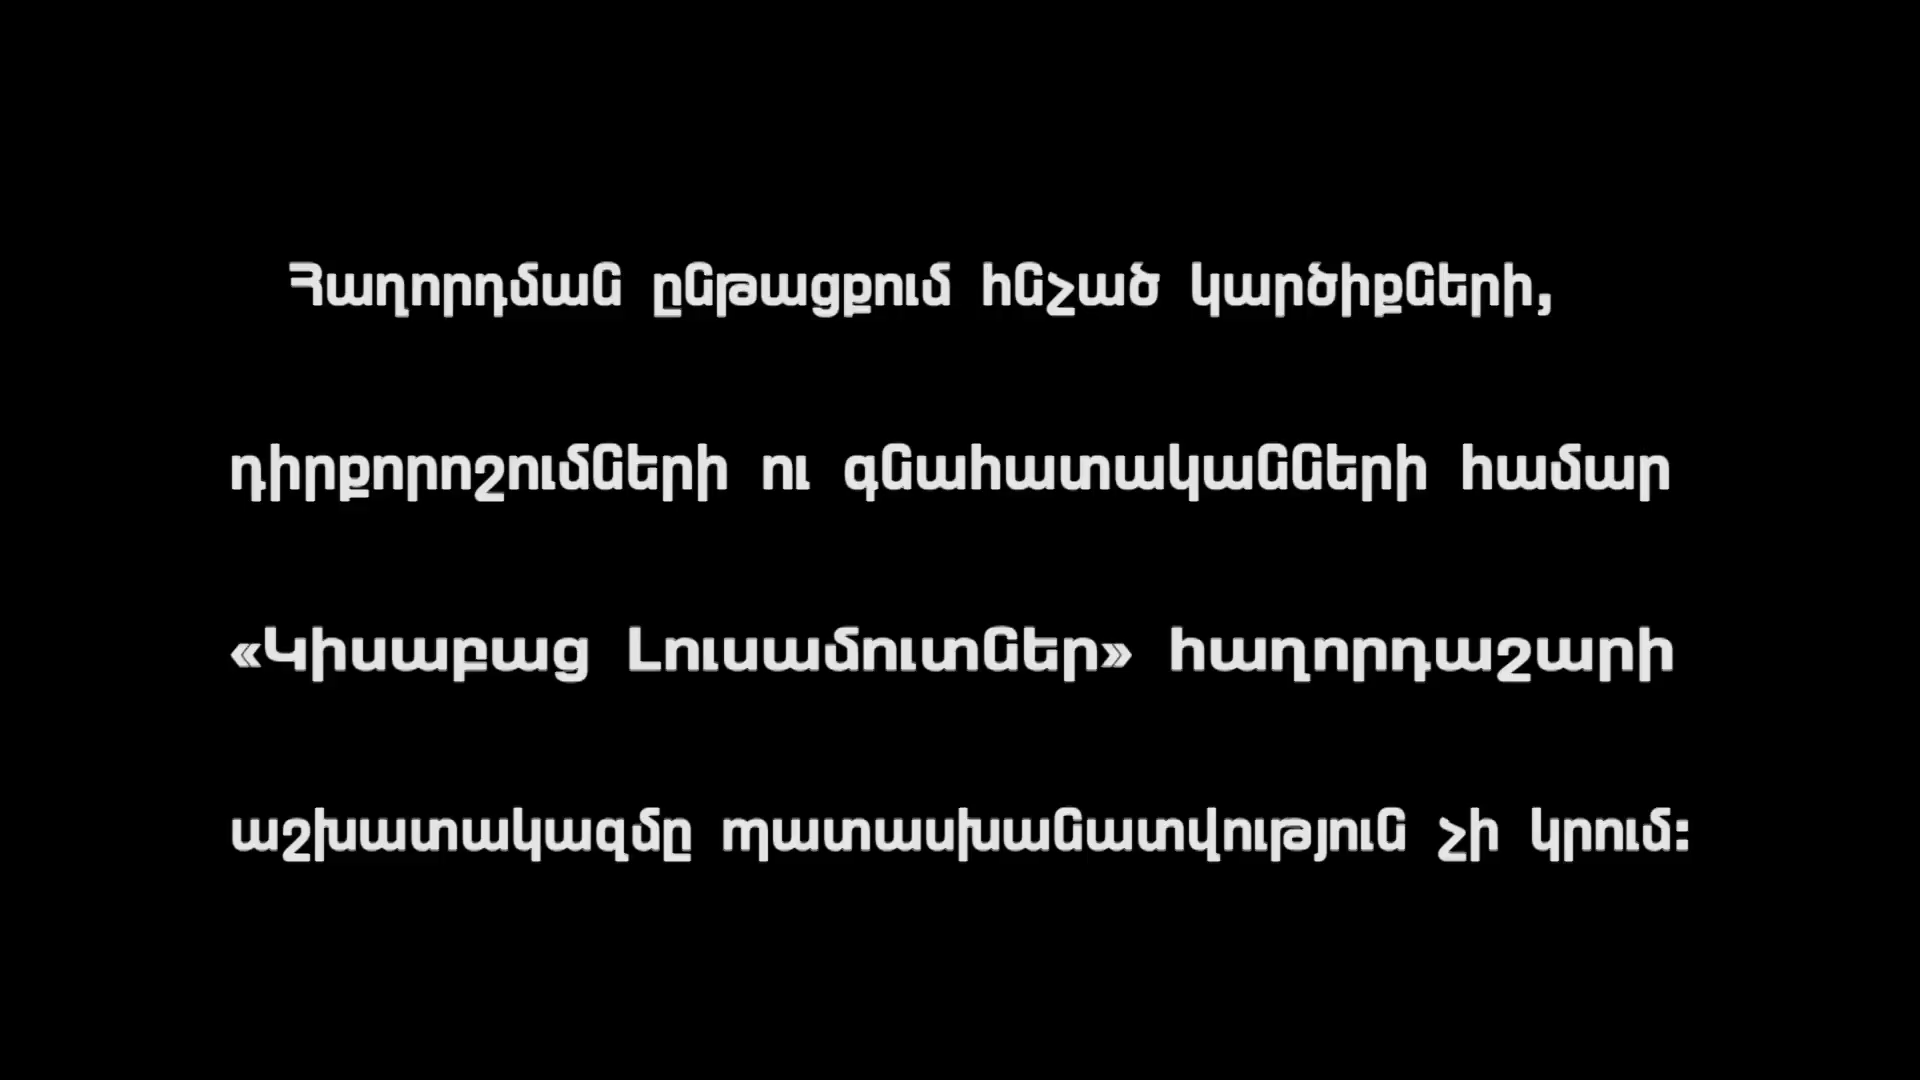 Հաղորդման ընթացքում հնչած կարծիքների,
դիրքորոշումների ու գնահատականների համար
«Կիսաբաց Լուսամուտներ» հաղորդաշարի
աշխատակազմը պատասխանատվություն չի կրում: